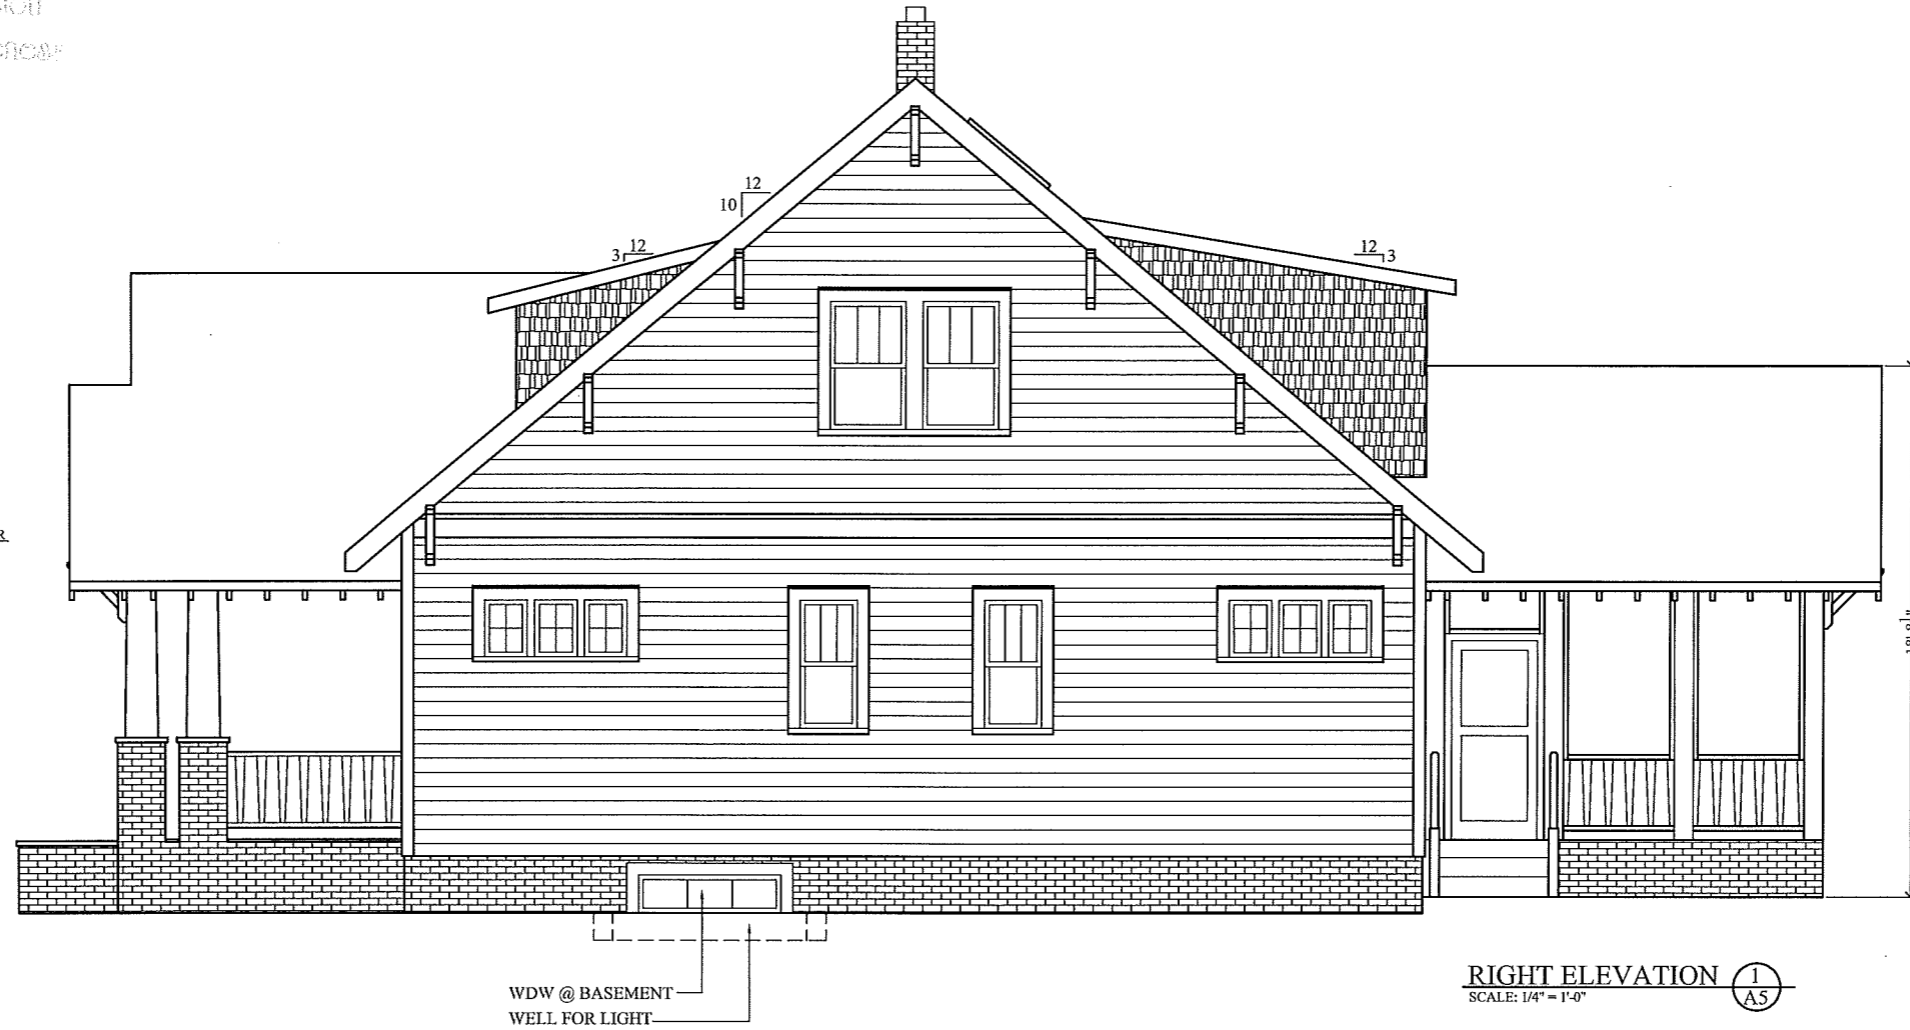 12
10
12
3
12
3
WDW @ BASEMENT
WELL FOR LIGHT
RIGHT ELEVATION
SCALE: 1/4" = 1'-0"
1
A5